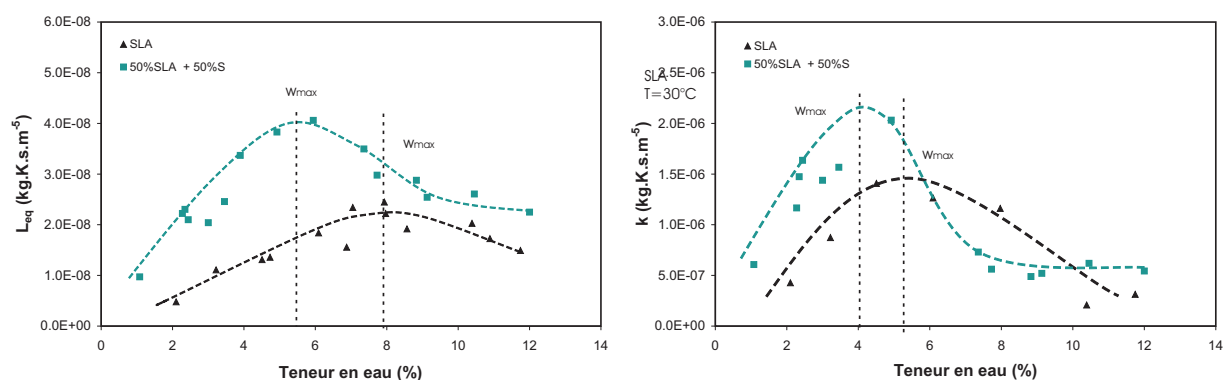 6.0E-08
5.0E-08
4.0E-08
3.0E-08
2.0E-08
1.0E-08
0.0E+00
L_eq (kg.K.s.m⁻⁵)
SLA
50%SLA + 50%S
wmax
wmax
0 2 4 6 8 10 12 14
Teneur en eau (%)
3.0E-06
2.5E-06
2.0E-06
1.5E-06
1.0E-06
5.0E-07
0.0E+00
k (kg.K.s.m⁻⁵)
SLA
50%SLA + 50%S
SLA
T=30°C
wmax
wmax
0 2 4 6 8 10 12 14
Teneur en eau (%)